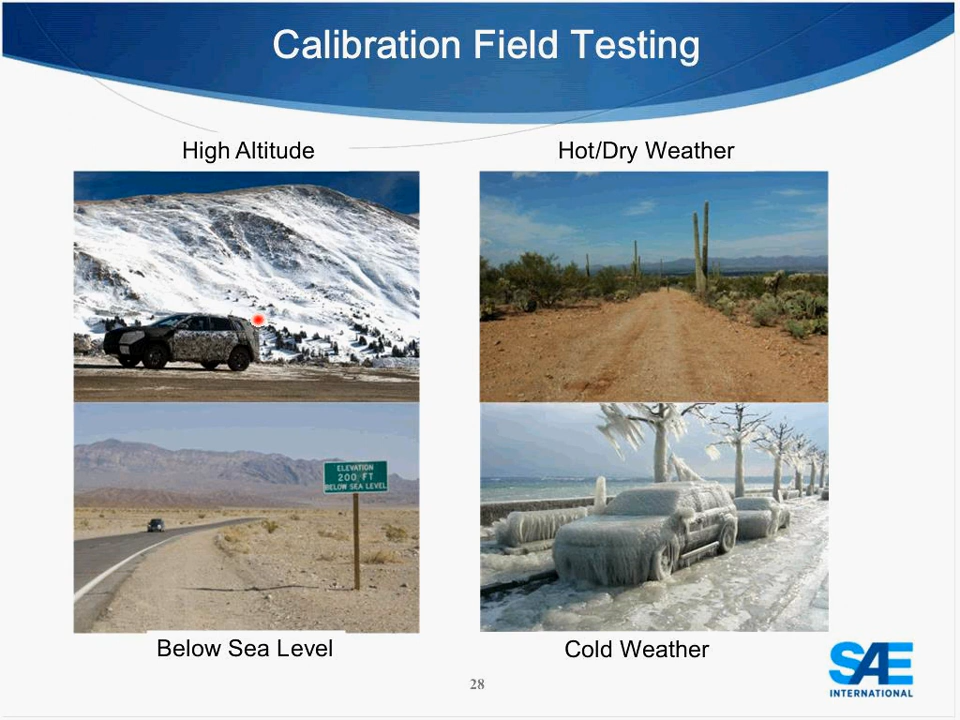 Calibration Field Testing
High Altitude
Hot/Dry Weather
ELEVATION
200 FT
BELOW SEA LEVEL
Below Sea Level
Cold Weather
28
SAE
INTERNATIONAL